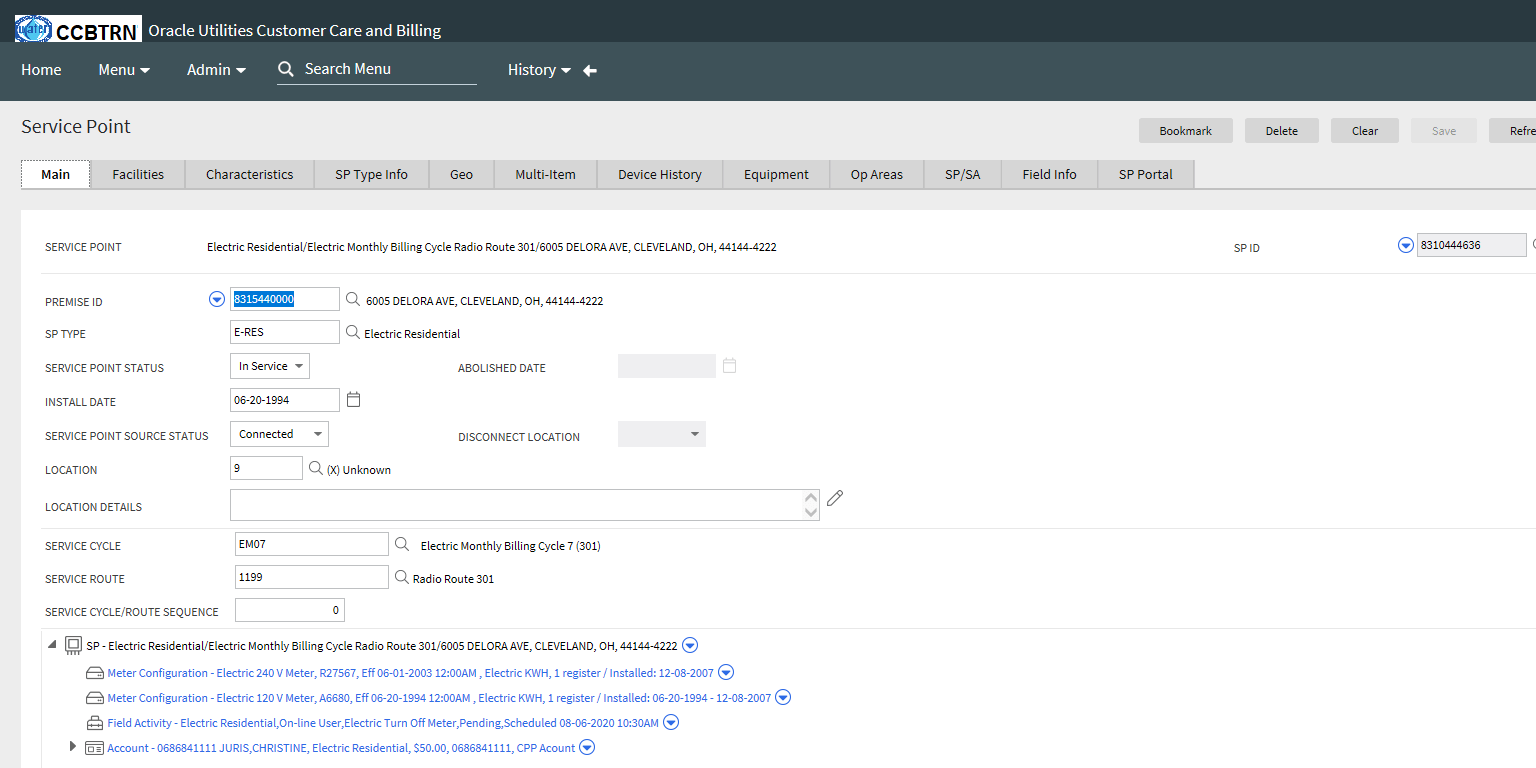 water CCBTRN Oracle Utilities Customer Care and Billing
Home Menu Admin Search Menu History
Service Point
Bookmark Delete Clear Save Refre
Main Facilities Characteristics SP Type Info Geo Multi-Item Device History Equipment Op Areas SP/SA Field Info SP Portal
SERVICE POINT Electric Residential/Electric Monthly Billing Cycle Radio Route 301/6005 DELORA AVE, CLEVELAND, OH, 44144-4222 SP ID 8310444636
PREMISE ID 8315440000 6005 DELORA AVE, CLEVELAND, OH, 44144-4222
SP TYPE E-RES Electric Residential
SERVICE POINT STATUS In Service ABOLISHED DATE
INSTALL DATE 06-20-1994
SERVICE POINT SOURCE STATUS Connected DISCONNECT LOCATION
LOCATION 9 (X) Unknown
LOCATION DETAILS
SERVICE CYCLE EM07 Electric Monthly Billing Cycle 7 (301)
SERVICE ROUTE 1199 Radio Route 301
SERVICE CYCLE/ROUTE SEQUENCE 0
SP - Electric Residential/Electric Monthly Billing Cycle Radio Route 301/6005 DELORA AVE, CLEVELAND, OH, 44144-4222
Meter Configuration - Electric 240 V Meter, R27567, Eff 06-01-2003 12:00AM , Electric KWH, 1 register / Installed: 12-08-2007
Meter Configuration - Electric 120 V Meter, A6680, Eff 06-20-1994 12:00AM , Electric KWH, 1 register / Installed: 06-20-1994 - 12-08-2007
Field Activity - Electric Residential,On-line User,Electric Turn Off Meter,Pending,Scheduled 08-06-2020 10:30AM
Account - 0686841111 JURIS,CHRISTINE, Electric Residential, $50.00, 0686841111, CPP Acount